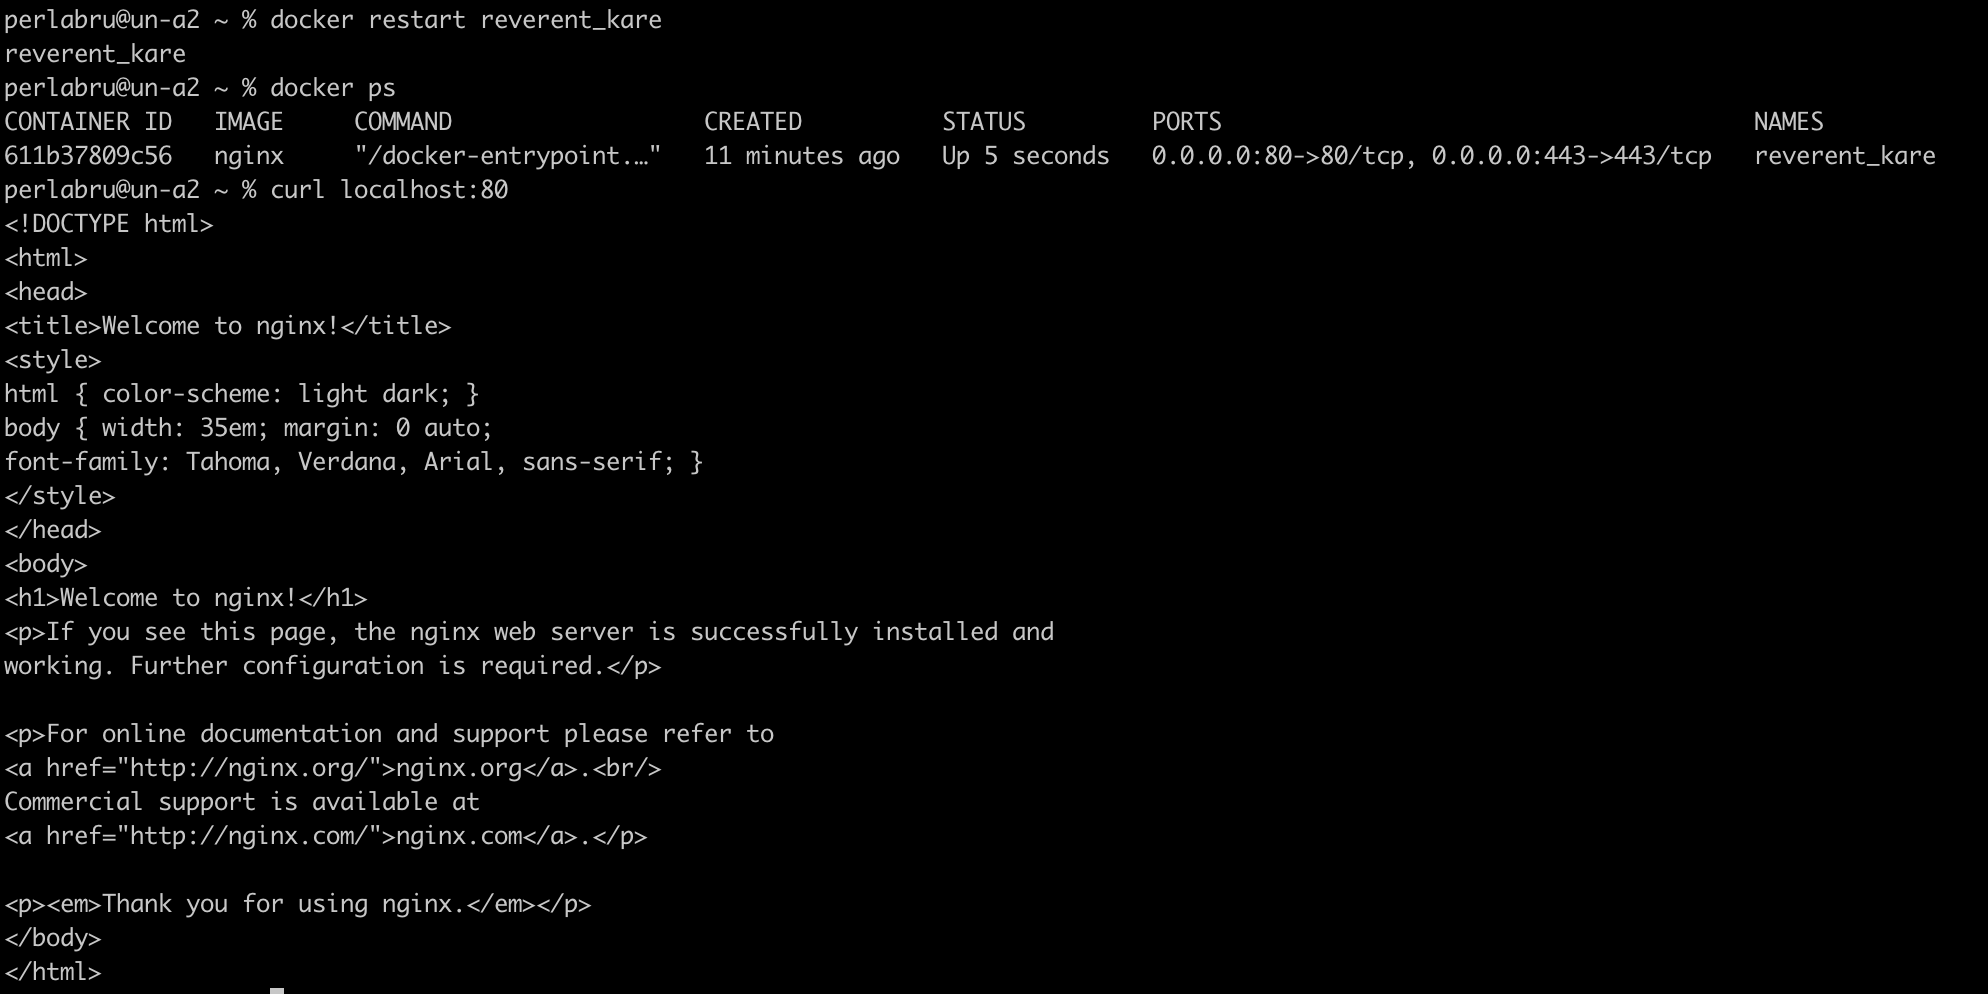 perlabru@un-a2 ~ % docker restart reverent_kare
reverent_kare
perlabru@un-a2 ~ % docker ps
CONTAINER ID   IMAGE     COMMAND                  CREATED          STATUS         PORTS                                      NAMES
611b37809c56   nginx     "/docker-entrypoint.…"   11 minutes ago   Up 5 seconds   0.0.0.0:80->80/tcp, 0.0.0.0:443->443/tcp   reverent_kare
perlabru@un-a2 ~ % curl localhost:80
<!DOCTYPE html>
<html>
<head>
<title>Welcome to nginx!</title>
<style>
html { color-scheme: light dark; }
body { width: 35em; margin: 0 auto;
font-family: Tahoma, Verdana, Arial, sans-serif; }
</style>
</head>
<body>
<h1>Welcome to nginx!</h1>
<p>If you see this page, the nginx web server is successfully installed and
working. Further configuration is required.</p>

<p>For online documentation and support please refer to
<a href="http://nginx.org/">nginx.org</a>.<br/>
Commercial support is available at
<a href="http://nginx.com/">nginx.com</a>.</p>

<p><em>Thank you for using nginx.</em></p>
</body>
</html>